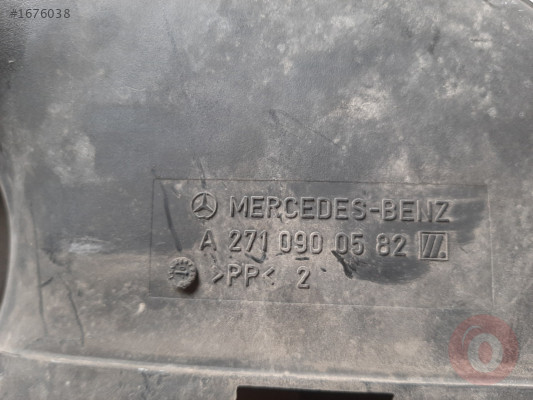 #1676038
MERCEDES-BENZ
A 271 090 05 82
>PP< 2